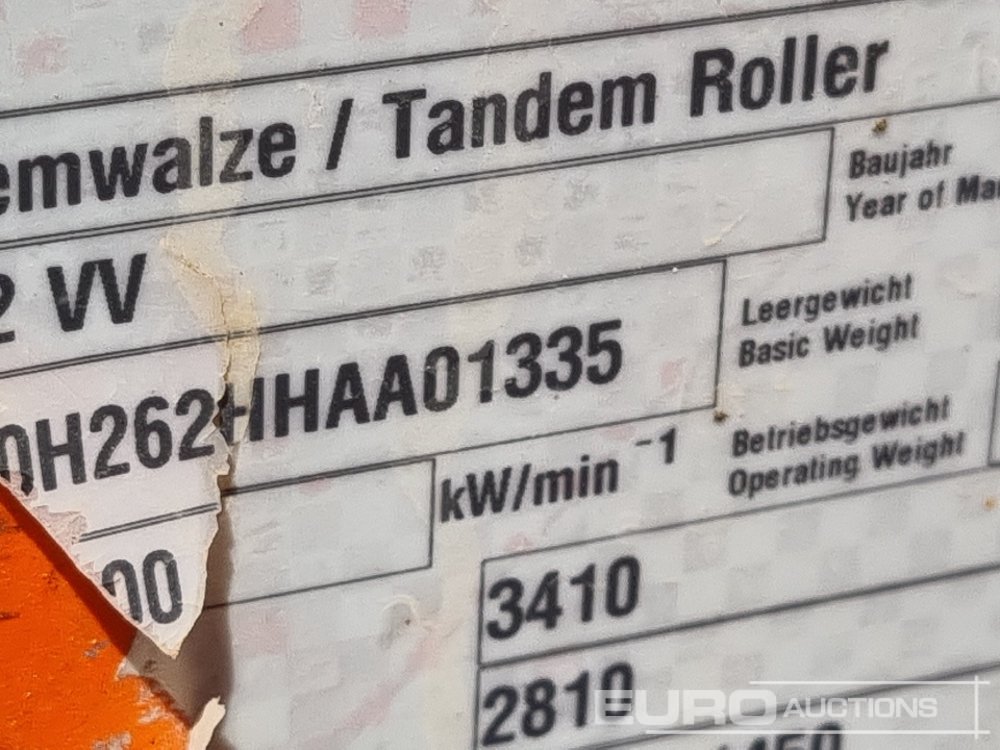 emwalze / Tandem Roller
2 VV
Baujahr
Year of Ma
0H262HHAA01335
Leergewicht
Basic Weight
00
kW/min ⁻¹
Betriebsgewicht
Operating Weight
3410
2810
1450
EURO AUCTIONS